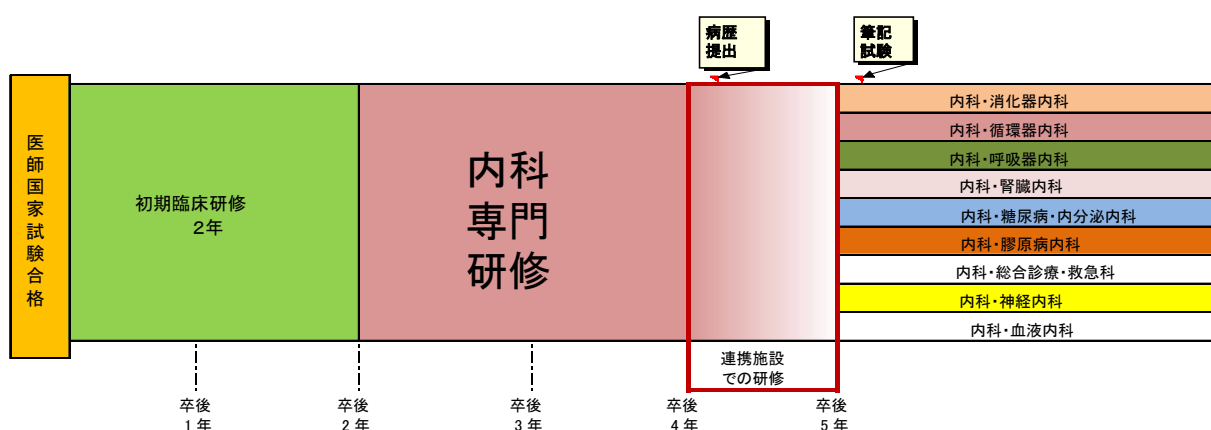 病歴
提出
筆記
試験
医師国家試験合格
初期臨床研修
2年
内科
専門
研修
内科・消化器内科
内科・循環器内科
内科・呼吸器内科
内科・腎臓内科
内科・糖尿病・内分泌内科
内科・膠原病内科
内科・総合診療・救急科
内科・神経内科
内科・血液内科
連携施設
での研修
卒後
1年
卒後
2年
卒後
3年
卒後
4年
卒後
5年